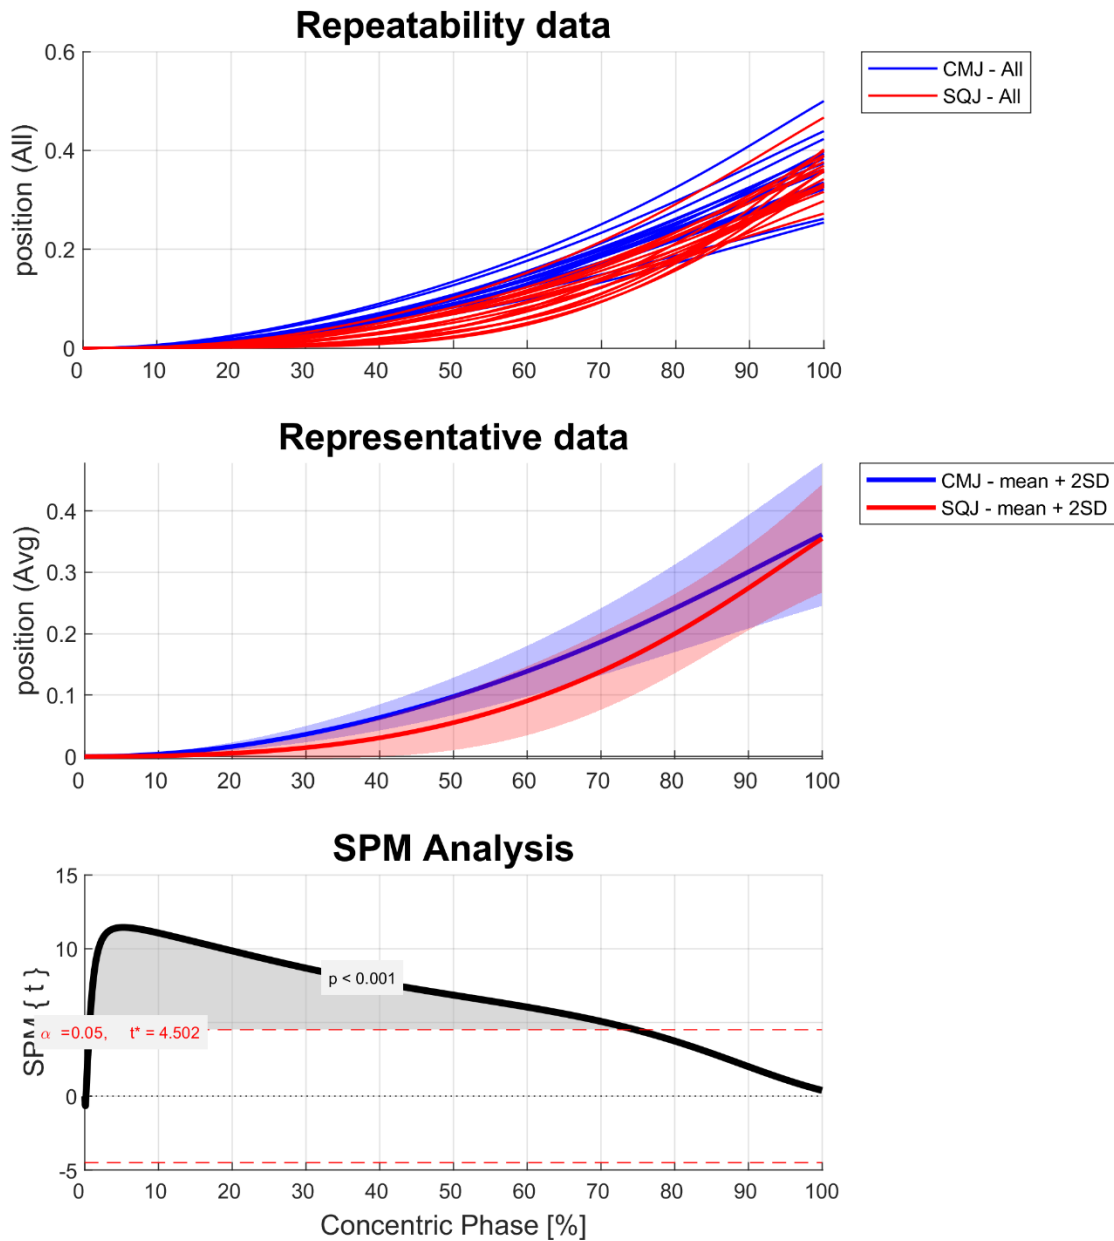 Repeatability data
position (All)
0.6
0.4
0.2
0
0 10 20 30 40 50 60 70 80 90 100
CMJ - All
SQJ - All
Representative data
position (Avg)
0.4
0.3
0.2
0.1
0
0 10 20 30 40 50 60 70 80 90 100
CMJ - mean + 2SD
SQJ - mean + 2SD
SPM Analysis
SPM { t }
15
10
0
-5
p < 0.001
α =0.05, t* = 4.502
0 10 20 30 40 50 60 70 80 90 100
Concentric Phase [%]